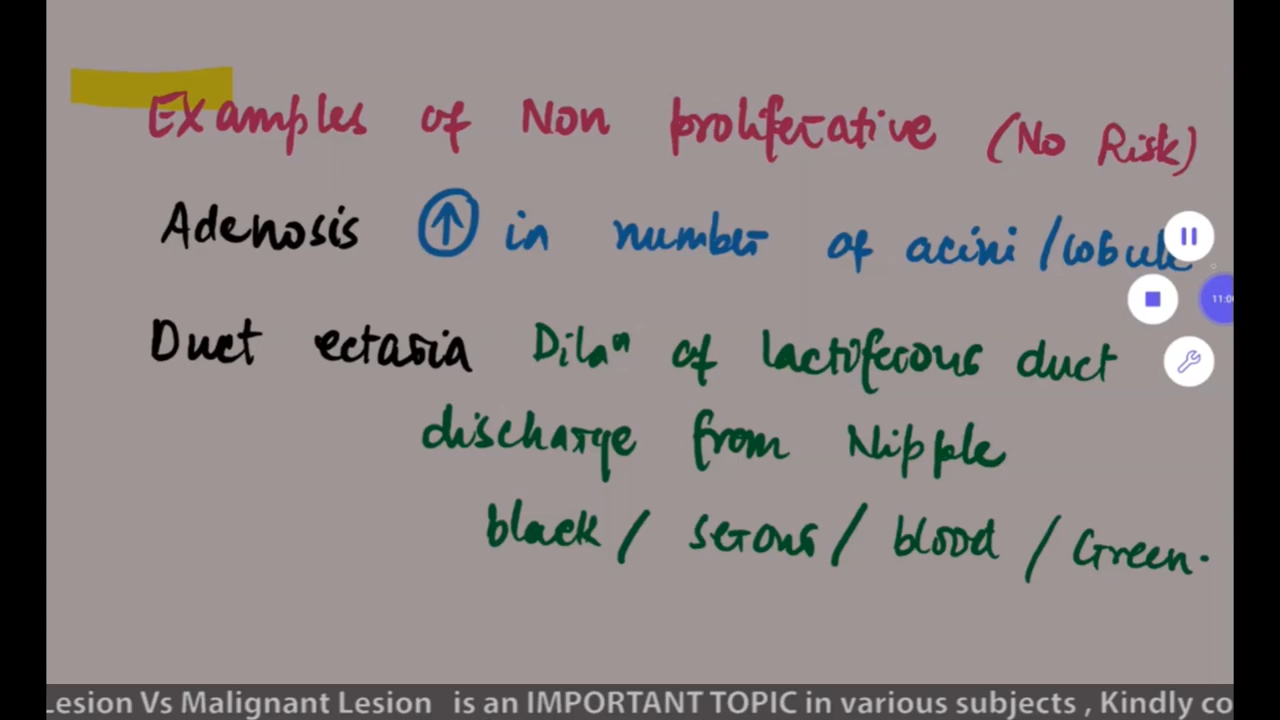 Examples of Non proliferative (No Risk)
Adenosis ↑ in number of acini / lobule
Duct ectasia Dilaⁿ of lactiferous duct
discharge from Nipple
black / serous / blood / Green.
11:0
Lesion Vs Malignant Lesion is an IMPORTANT TOPIC in various subjects , Kindly co